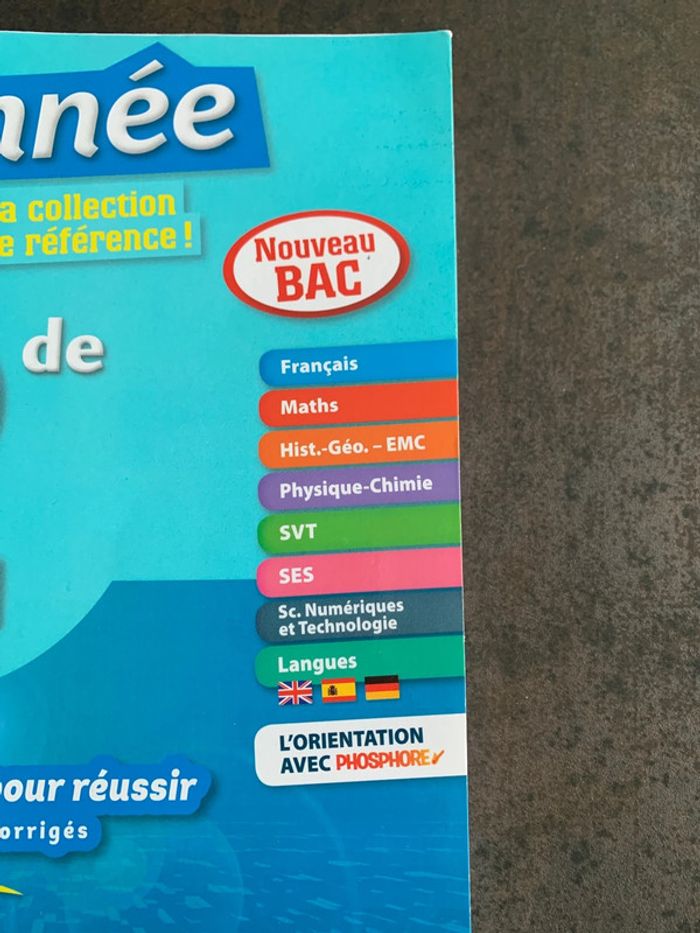 nnée
a collection
e référence !
Nouveau
BAC
de
Français
Maths
Hist.-Géo. – EMC
Physique-Chimie
SVT
SES
Sc. Numériques
et Technologie
Langues
L'ORIENTATION
AVEC PHOSPHORE
pour réussir
orrigés